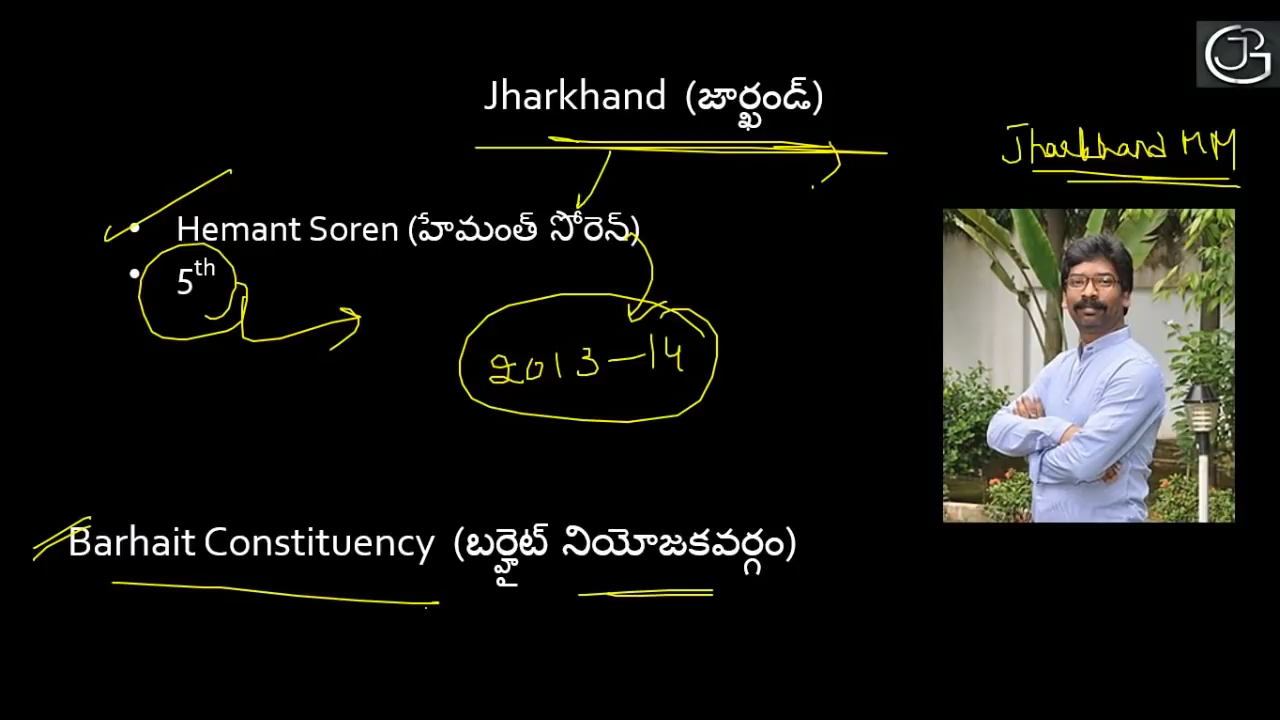 Jharkhand (జార్ఖండ్)
Jharkhand MM
• Hemant Soren (హేమంత్ సోరెన్)
• 5th
2013-14
Barhait Constituency (బర్హైట్ నియోజకవర్గం)